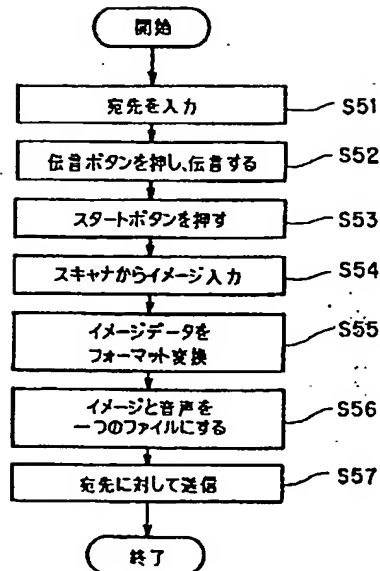 開始
宛先を入力
S51
伝言ボタンを押し、伝言する
S52
スタートボタンを押す
S53
スキャナからイメージ入力
S54
イメージデータを
フォーマット変換
S55
イメージと音声を
一つのファイルにする
S56
宛先に対して送信
S57
終了